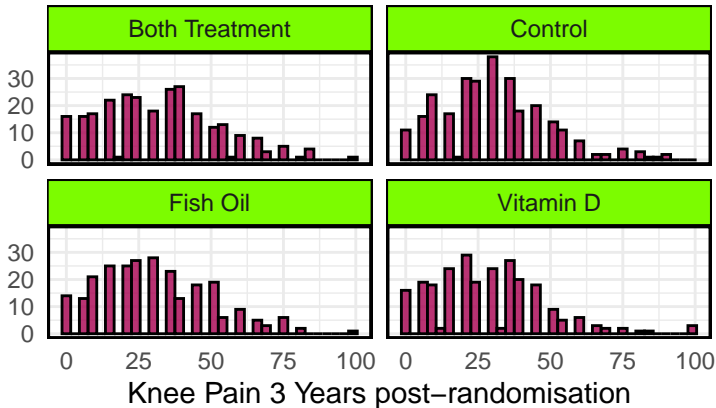 Both Treatment Control
30
20
10
0
Fish Oil Vitamin D
30
20
10
0
0 25 50 75 100 0 25 50 75 100
Knee Pain 3 Years post−randomisation